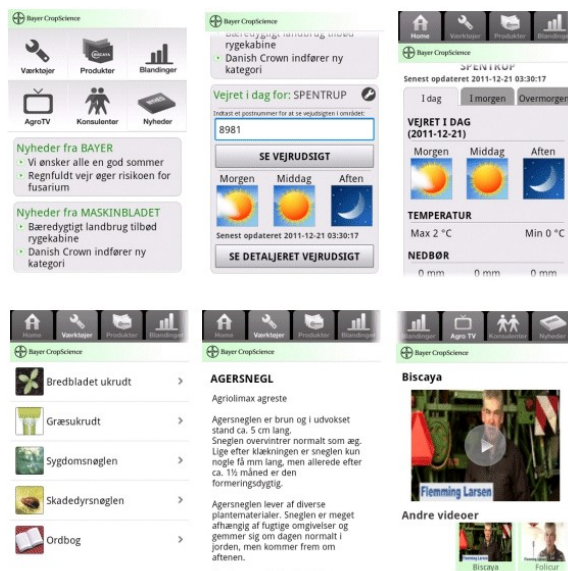 Bayer CropScience
Værktøjer
Produkter
Blandinger
AgroTV
Konsulenter
Nyheder
Nyheder fra BAYER
Vi ønsker alle en god sommer
Regnfuldt vejr øger risikoen for
fusarium
Nyheder fra MASKINBLADET
Bæredygtigt landbrug tilbød
rygekabine
Danish Crown indfører ny
kategori
Bayer CropScience
Bæredygtigt landbrug tilbød
rygekabine
Danish Crown indfører ny
kategori
Vejret i dag for: SPENTRUP
Indtast et postnummer for at se vejrudsigten i området:
8981
SE VEJRUDSIGT
Morgen Middag Aften
Senest opdateret 2011-12-21 03:30:17
SE DETALJERET VEJRUDSIGT
Home Værktøjer Produkter Blandinger
Bayer CropScience
SPENTRUP
Senest opdateret 2011-12-21 03:30:17
I dag I morgen Overmorgen
VEJRET I DAG
(2011-12-21)
Morgen Middag Aften
TEMPERATUR
Max 2 °C Min 0 °C
NEDBØR
0 mm 0 mm 0 mm
Home Værktøjer Produkter Blandinger
Bayer CropScience
Bredbladet ukrudt
Græsukrudt
Sygdomsnøglen
Skadedyrsnøglen
Ordbog
Home Værktøjer Produkter Blandinger
Bayer CropScience
AGERSNEGL
Agriolimax agreste
Agersneglen er brun og i udvokset
stand ca. 5 cm lang.
Sneglen overvintrer normalt som æg.
Lige efter klækningen er sneglen kun
nogle få mm lang, men allerede efter
ca. 1½ måned er den
formeringsdygtig.
Agersneglen lever af diverse
plantematerialer. Sneglen er meget
afhængig af fugtige omgivelser og
gemmer sig om dagen normalt i
jorden, men kommer frem om
aftenen.
Blandinger Agro TV Konsulenter Nyheder
Bayer CropScience
Biscaya
Flemming Larsen
Andre videoer
Biscaya
Folicur